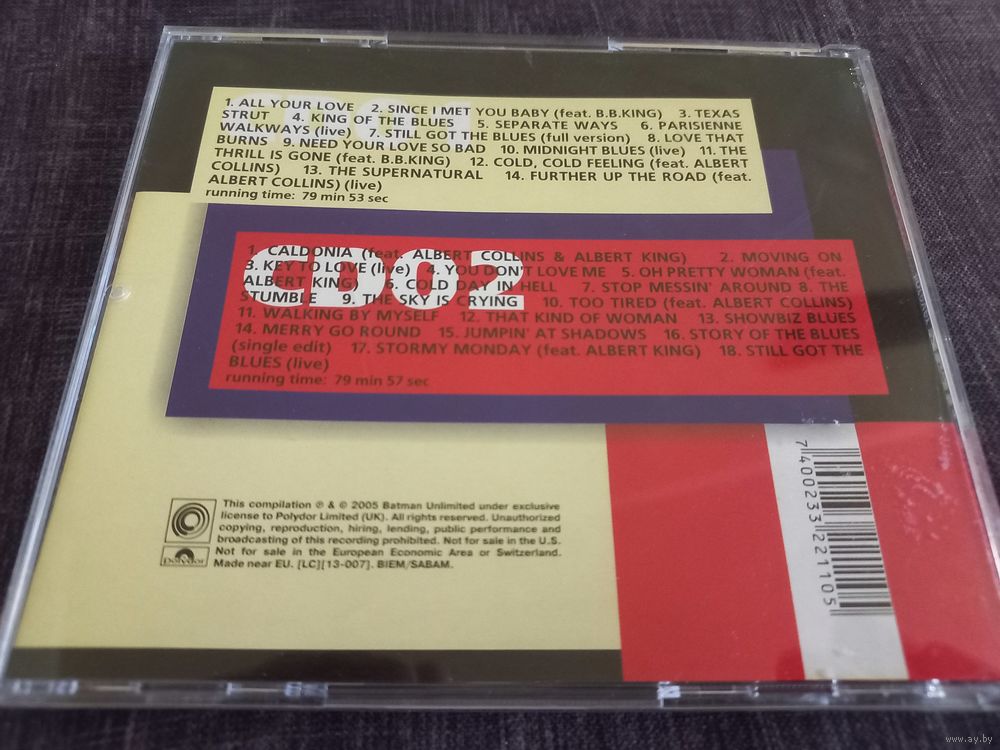 1. ALL YOUR LOVE 2. SINCE I MET YOU BABY (feat. B.B.KING) 3. TEXAS
STRUT 4. KING OF THE BLUES 5. SEPARATE WAYS 6. PARISIENNE
WALKWAYS (live) 7. STILL GOT THE BLUES (full version) 8. LOVE THAT
BURNS 9. NEED YOUR LOVE SO BAD 10. MIDNIGHT BLUES (live) 11. THE
THRILL IS GONE (feat. B.B.KING) 12. COLD, COLD FEELING (feat. ALBERT
COLLINS) 13. THE SUPERNATURAL 14. FURTHER UP THE ROAD (feat.
ALBERT COLLINS) (live)
running time: 79 min 53 sec
CD02
1. CALDONIA (feat. ALBERT COLLINS & ALBERT KING) 2. MOVING ON
3. KEY TO LOVE (live) 4. YOU DON'T LOVE ME 5. OH PRETTY WOMAN (feat.
ALBERT KING) 6. COLD DAY IN HELL 7. STOP MESSIN' AROUND 8. THE
STUMBLE 9. THE SKY IS CRYING 10. TOO TIRED (feat. ALBERT COLLINS)
11. WALKING BY MYSELF 12. THAT KIND OF WOMAN 13. SHOWBIZ BLUES
14. MERRY GO ROUND 15. JUMPIN' AT SHADOWS 16. STORY OF THE BLUES
(single edit) 17. STORMY MONDAY (feat. ALBERT KING) 18. STILL GOT THE
BLUES (live)
running time: 79 min 57 sec
This compilation ℗ & © 2005 Batman Unlimited under exclusive
license to Polydor Limited (UK). All rights reserved. Unauthorized
copying, reproduction, hiring, lending, public performance and
broadcasting of this recording prohibited. Not for sale in the U.S.
Not for sale in the European Economic Area or Switzerland.
Made near EU. [LC][13-007]. BIEM/SABAM.
Polydor
7 400233 221105
www.ay.by